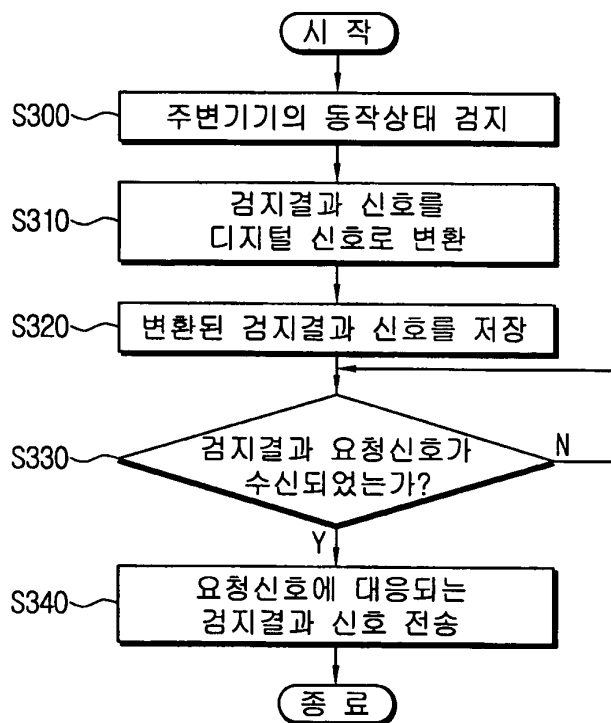 시 작
S300
주변기기의 동작상태 검지
S310
검지결과 신호를
디지털 신호로 변환
S320
변환된 검지결과 신호를 저장
S330
검지결과 요청신호가
수신되었는가?
N
Y
S340
요청신호에 대응되는
검지결과 신호 전송
종 료